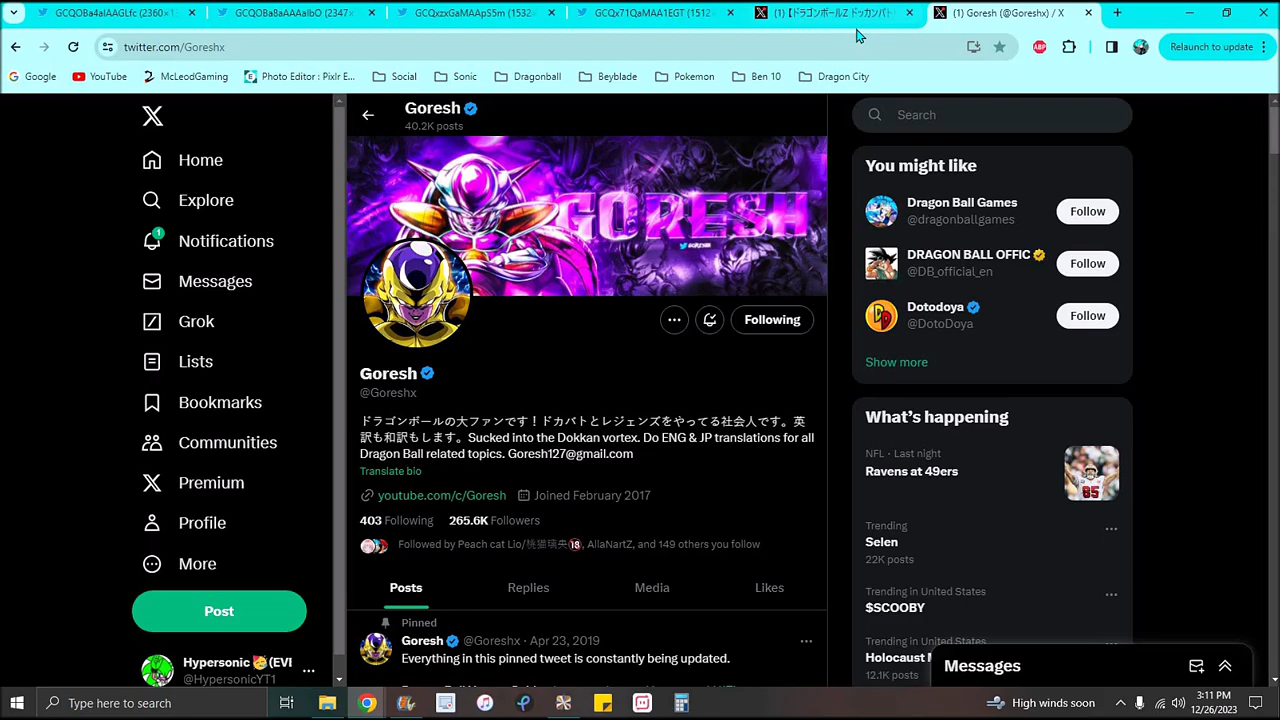 GCQOBa4aIAAGLfc (2360×1
GCQOBa8aAAAalbO (2347×
GCQxzxGaMAApS5m (1532×
GCQx71QaMAA1EGT (1512×
(1) 【ドラゴンボールZ ドッカンバト
(1) Goresh (@Goreshx) / X
twitter.com/Goreshx
ABP
Relaunch to update
Google
YouTube
McLeodGaming
Photo Editor : Pixlr E...
Social
Sonic
Dragonball
Beyblade
Pokemon
Ben 10
Dragon City
Home
Explore
1
Notifications
Messages
Grok
Lists
Bookmarks
Communities
Premium
Profile
More
Post
Hypersonic 🥳(EVI
@HypersonicYT1
Goresh
40.2K posts
GORESH
Following
Goresh
@Goreshx
ドラゴンボールの大ファンです！ドカバトとレジェンズをやってる社会人です。英
訳も和訳もします。Sucked into the Dokkan vortex. Do ENG & JP translations for all
Dragon Ball related topics. Goresh127@gmail.com
Translate bio
youtube.com/c/Goresh
Joined February 2017
403 Following
265.6K Followers
Followed by Peach cat Lio/桃猫璃央🔞, AllaNartZ, and 149 others you follow
Posts
Replies
Media
Likes
Pinned
Goresh @Goreshx · Apr 23, 2019
Everything in this pinned tweet is constantly being updated.
Search
You might like
Dragon Ball Games
@dragonballgames
Follow
DRAGON BALL OFFIC
@DB_official_en
Follow
Dotodoya
@DotoDoya
Follow
Show more
What's happening
NFL · Last night
Ravens at 49ers
Trending
Selen
22K posts
Trending in United States
$SCOOBY
Trending in United States
Holocaust M
12.1K posts
Messages
Type here to search
High winds soon
3:11 PM
12/26/2023